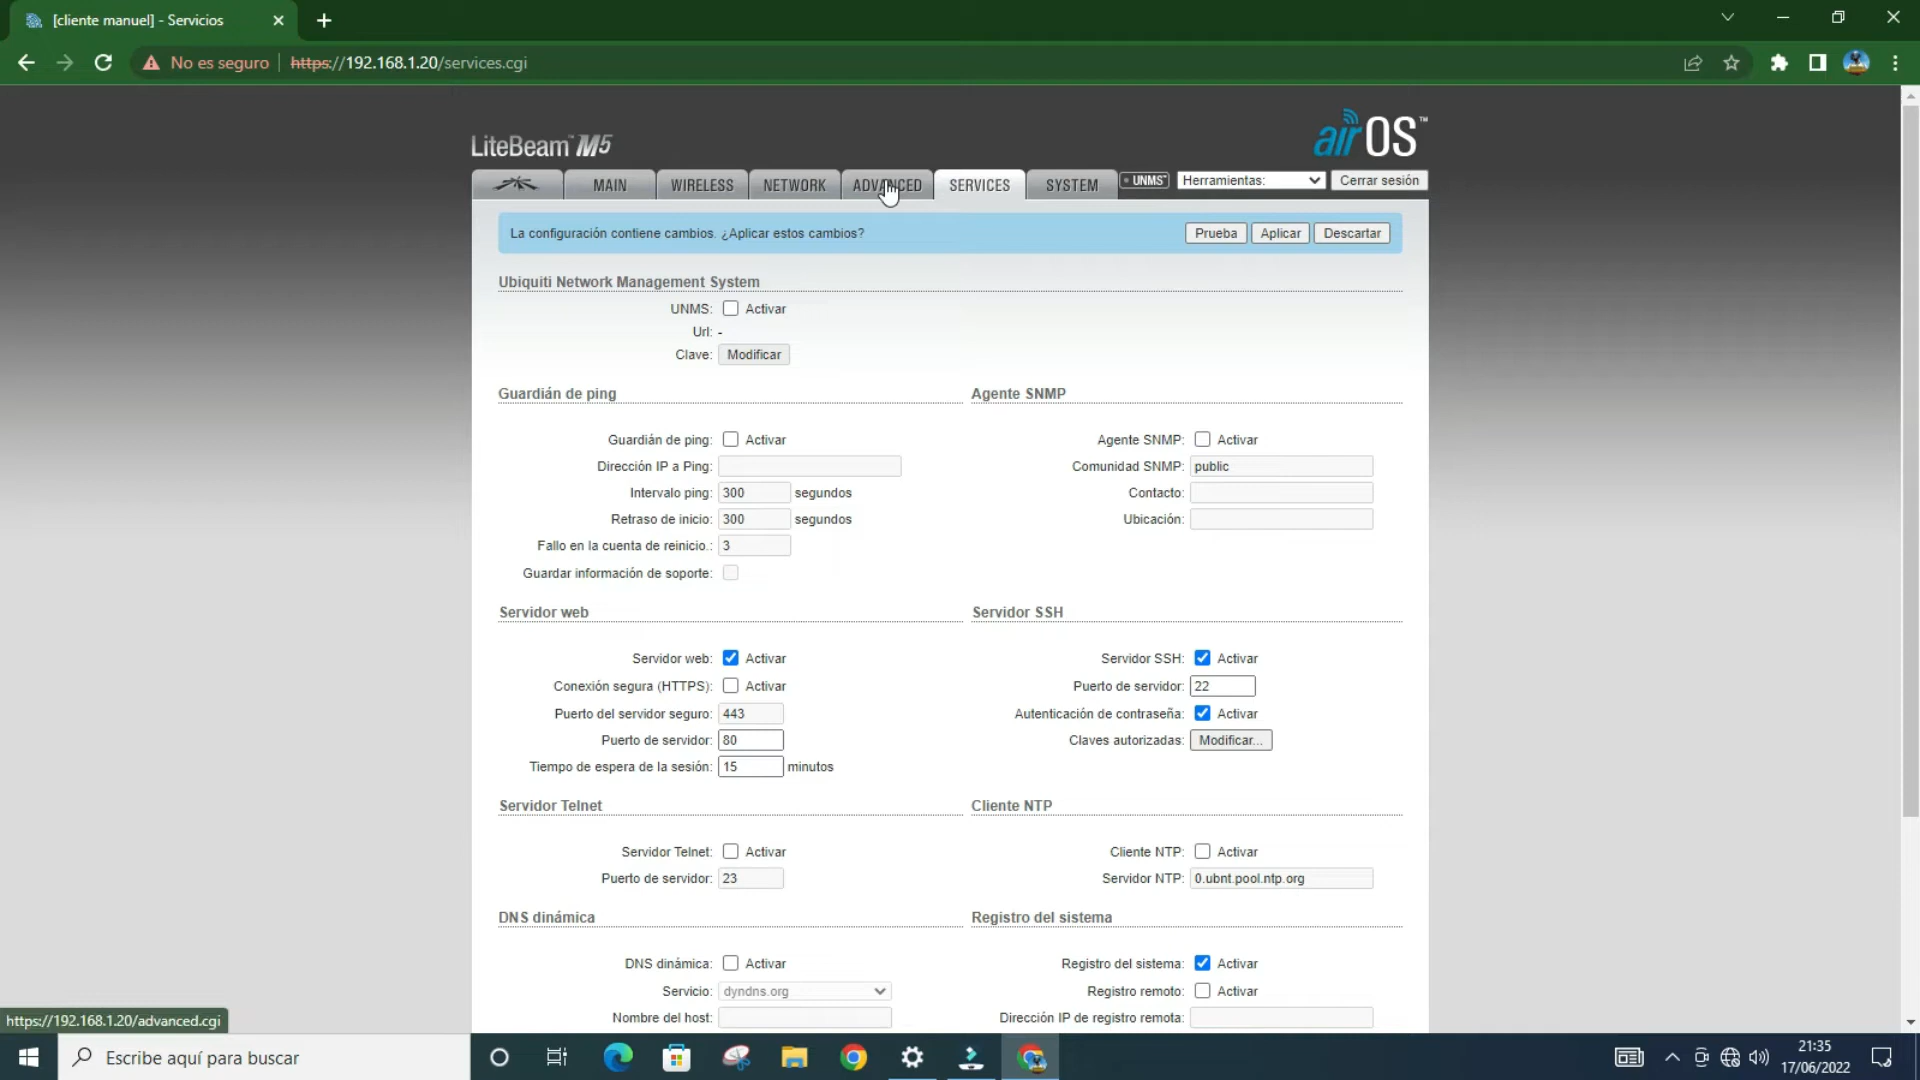 [cliente manuel] - Servicios
No es seguro
https://192.168.1.20/services.cgi
LiteBeam™ M5
airOS™
MAIN
WIRELESS
NETWORK
ADVANCED
SERVICES
SYSTEM
UNMS™
Herramientas:
Cerrar sesión
La configuración contiene cambios. ¿Aplicar estos cambios?
Prueba
Aplicar
Descartar
Ubiquiti Network Management System
UNMS: Activar
Url: -
Clave: Modificar
Guardián de ping
Guardián de ping: Activar
Dirección IP a Ping:
Intervalo ping: 300 segundos
Retraso de inicio: 300 segundos
Fallo en la cuenta de reinicio.: 3
Guardar información de soporte:
Agente SNMP
Agente SNMP: Activar
Comunidad SNMP: public
Contacto:
Ubicación:
Servidor web
Servidor web: Activar
Conexión segura (HTTPS): Activar
Puerto del servidor seguro: 443
Puerto de servidor: 80
Tiempo de espera de la sesión: 15 minutos
Servidor SSH
Servidor SSH: Activar
Puerto de servidor: 22
Autenticación de contraseña: Activar
Claves autorizadas: Modificar...
Servidor Telnet
Servidor Telnet: Activar
Puerto de servidor: 23
Cliente NTP
Cliente NTP: Activar
Servidor NTP: 0.ubnt.pool.ntp.org
DNS dinámica
DNS dinámica: Activar
Servicio: dyndns.org
Nombre del host:
Registro del sistema
Registro del sistema: Activar
Registro remoto: Activar
Dirección IP de registro remota:
https://192.168.1.20/advanced.cgi
Escribe aquí para buscar
21:35
17/06/2022